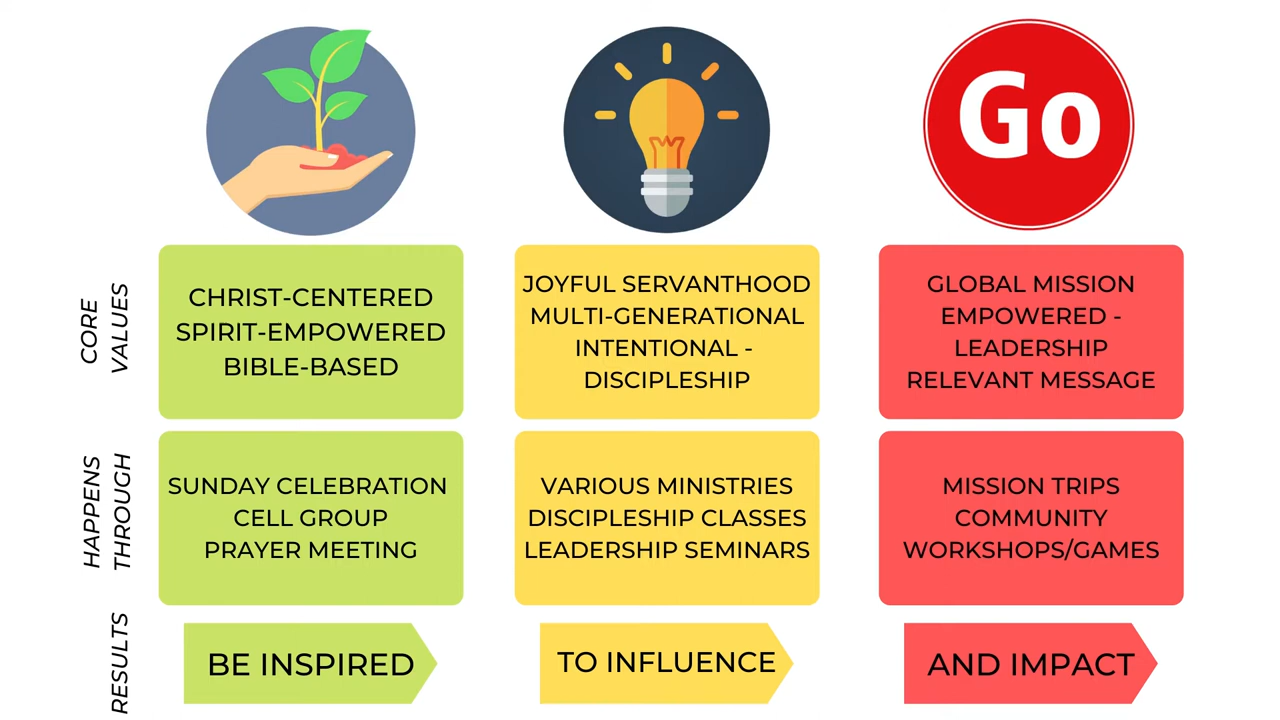 Go
CORE
VALUES
CHRIST-CENTERED
SPIRIT-EMPOWERED
BIBLE-BASED
JOYFUL SERVANTHOOD
MULTI-GENERATIONAL
INTENTIONAL -
DISCIPLESHIP
GLOBAL MISSION
EMPOWERED -
LEADERSHIP
RELEVANT MESSAGE
HAPPENS
THROUGH
SUNDAY CELEBRATION
CELL GROUP
PRAYER MEETING
VARIOUS MINISTRIES
DISCIPLESHIP CLASSES
LEADERSHIP SEMINARS
MISSION TRIPS
COMMUNITY
WORKSHOPS/GAMES
RESULTS
BE INSPIRED
TO INFLUENCE
AND IMPACT